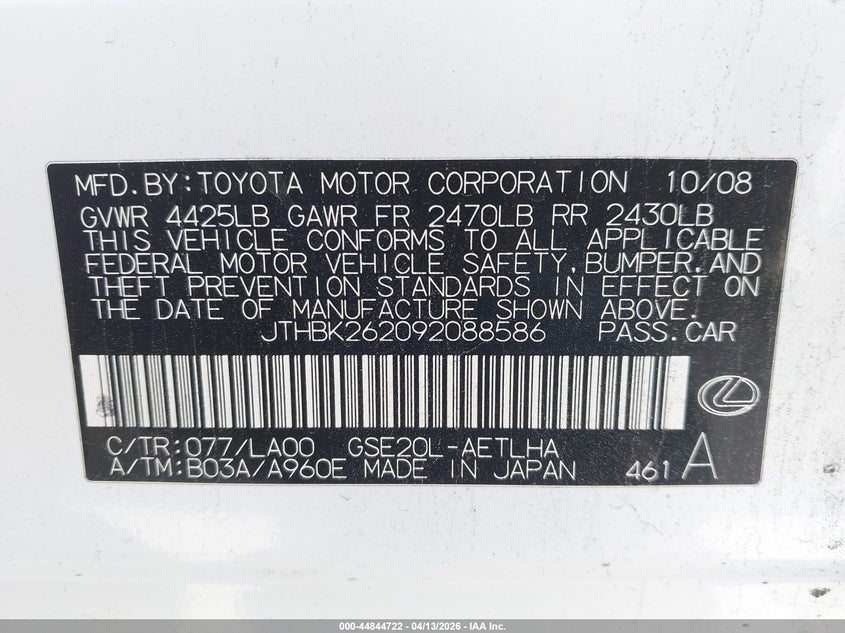 MFD.BY:TOYOTA MOTOR CORPORATION 10/08
GVWR 4425LB GAWR FR 2470LB RR 2430LB
THIS VEHICLE CONFORMS TO ALL APPLICABLE
FEDERAL MOTOR VEHICLE SAFETY,BUMPER,AND
THEFT PREVENTION STANDARDS IN EFFECT ON
THE DATE OF MANUFACTURE SHOWN ABOVE.
JTHBK262092088586 PASS.CAR
C/TR:077/LA00 GSE20L-AETLHA
A/TM:B03A/A960E MADE IN JAPAN 461 A
000-44844722 - 04/13/2026 - IAA Inc.